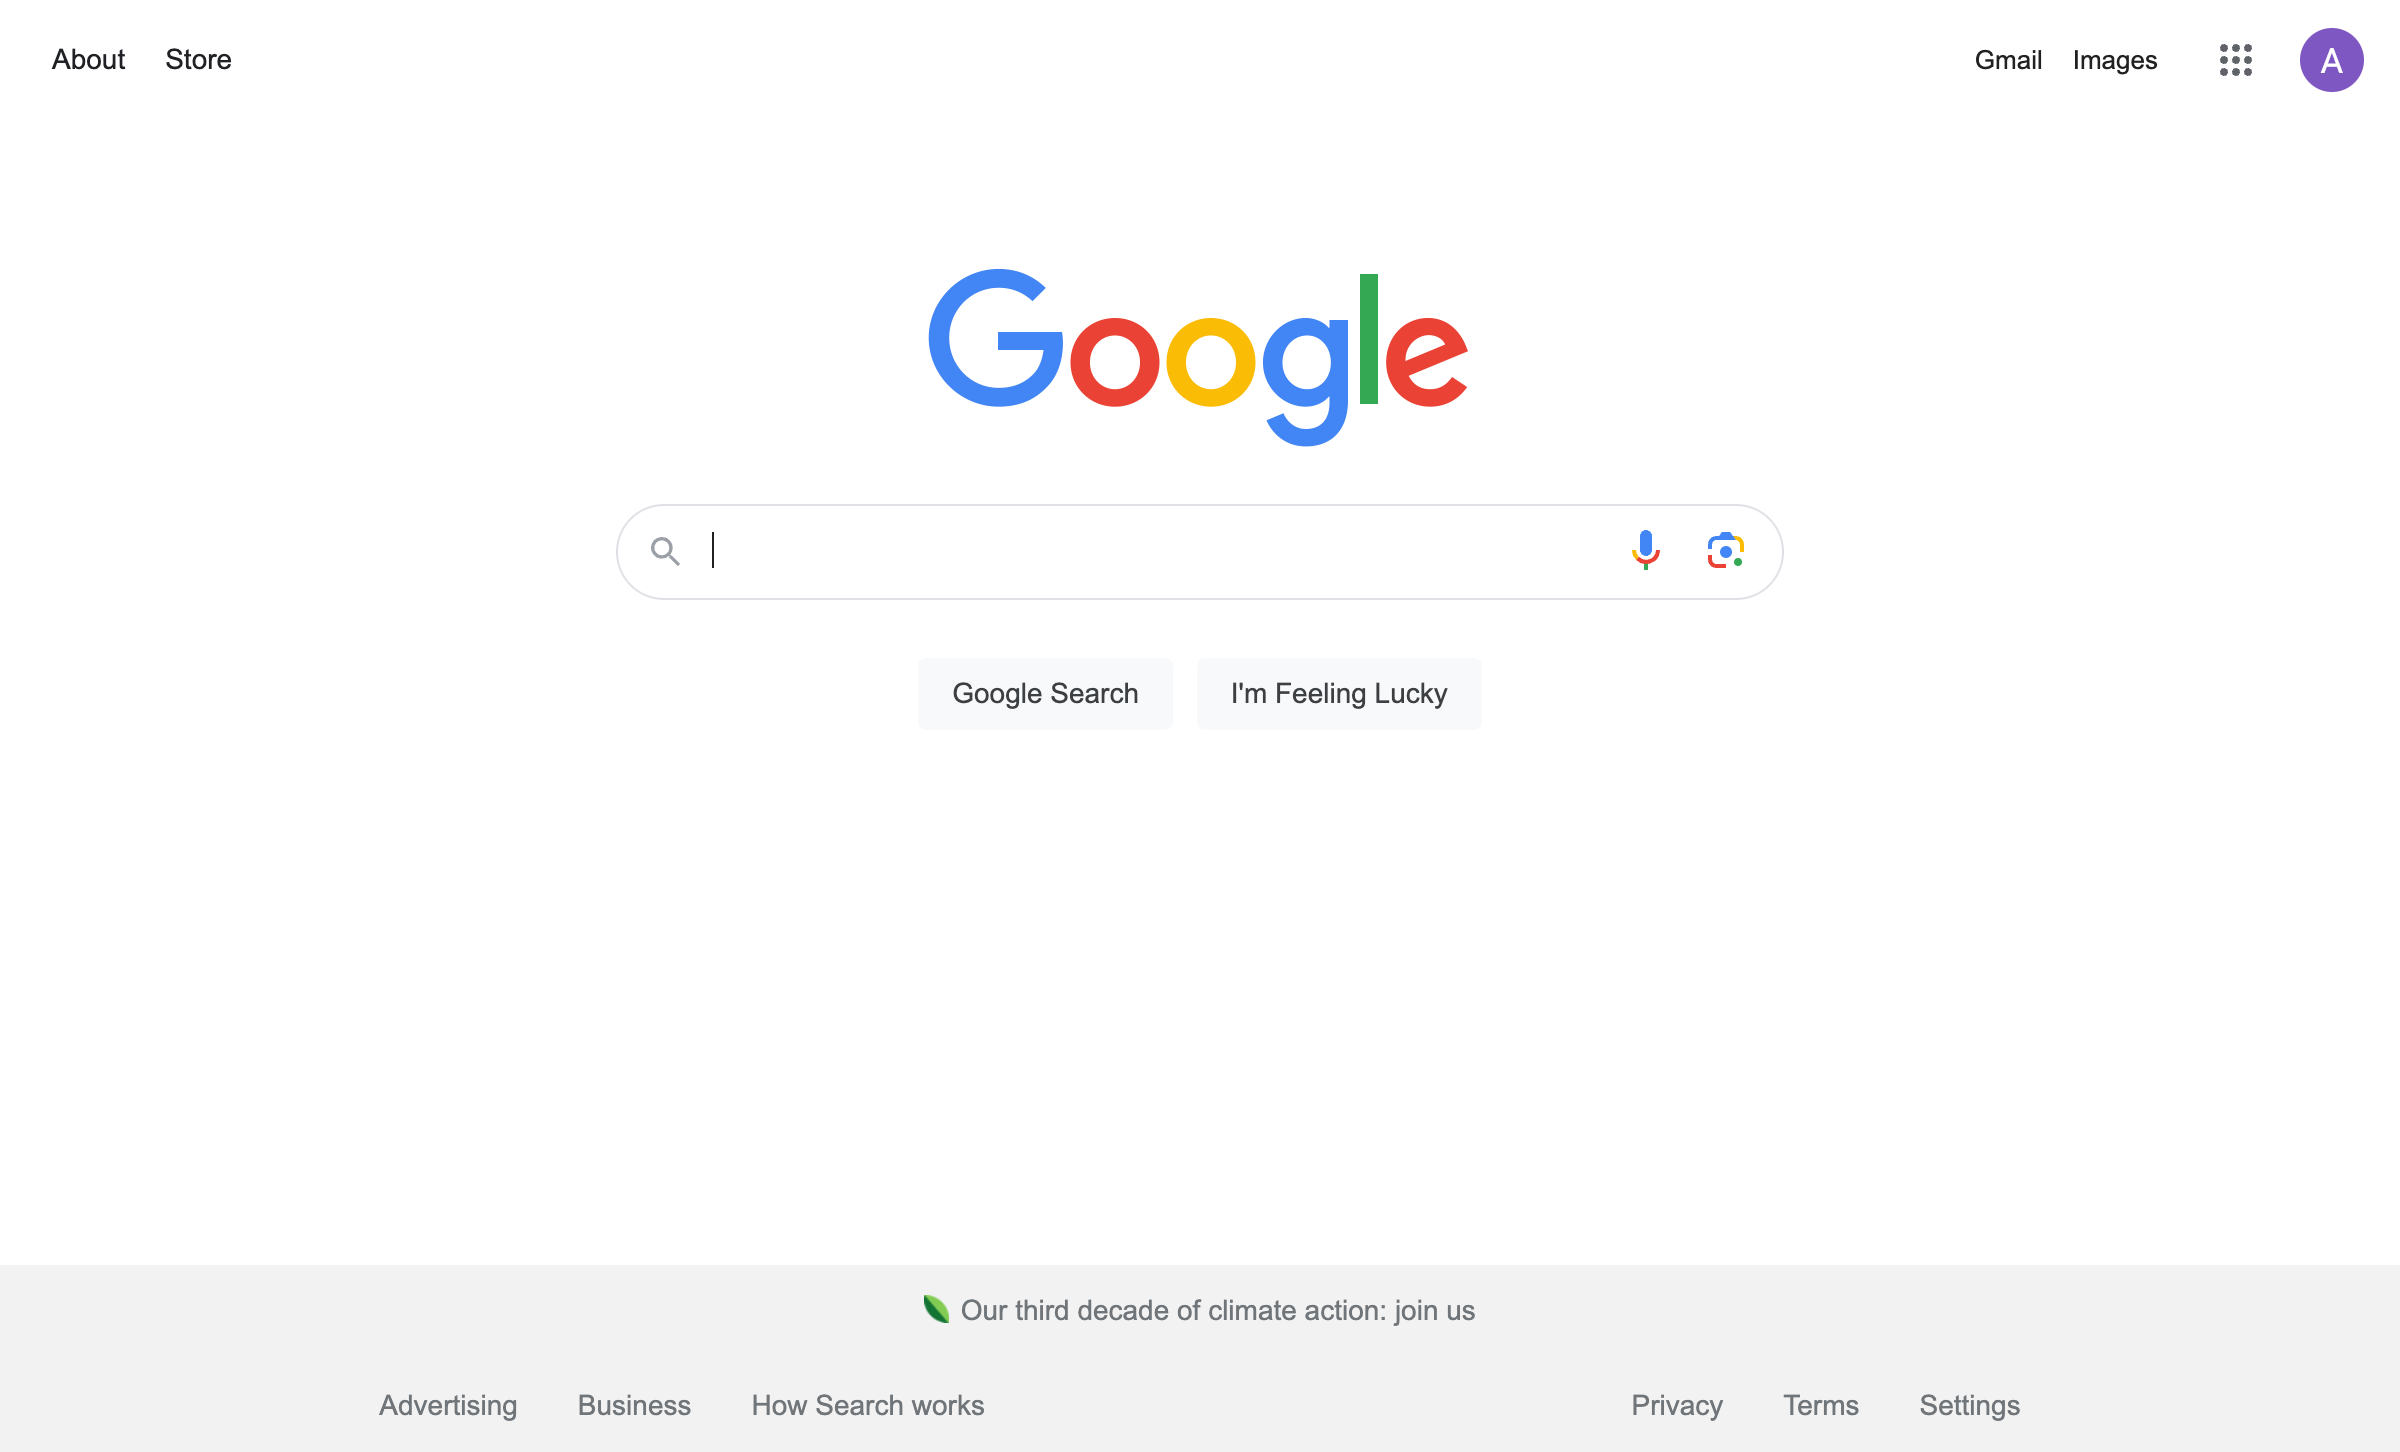 About Store Gmail Images A
Google
Google Search I'm Feeling Lucky
Our third decade of climate action: join us
Advertising Business How Search works Privacy Terms Settings